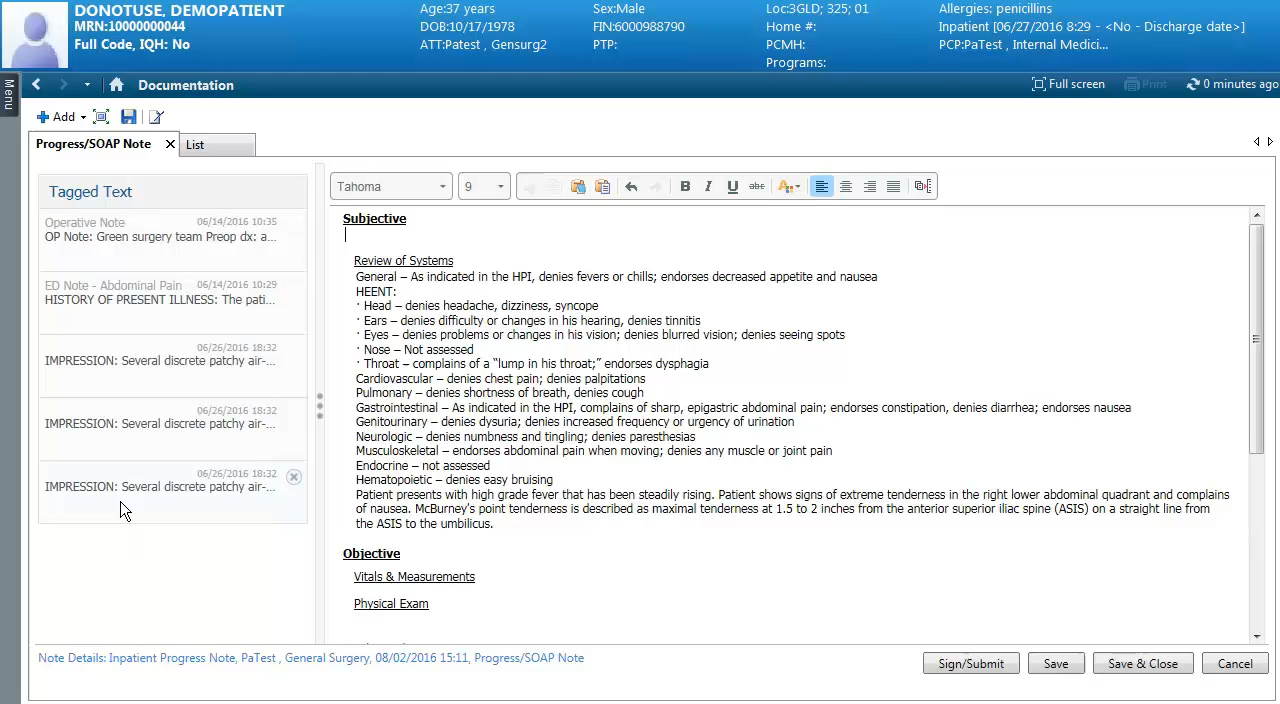 DONOTUSE, DEMOPATIENT
MRN:10000000044
Full Code, IQH: No
Age:37 years
DOB:10/17/1978
ATT:Patest , Gensurg2
Sex:Male
FIN:6000988790
PTP:
Loc:3GLD; 325; 01
Home #:
PCMH:
Programs:
Allergies: penicillins
Inpatient [06/27/2016 8:29 - <No - Discharge date>]
PCP:PaTest , Internal Medici...
Menu
Documentation
Full screen
Print
0 minutes ago
Add
Progress/SOAP Note
List
Tagged Text
Operative Note 06/14/2016 10:35
OP Note: Green surgery team Preop dx: a...
ED Note - Abdominal Pain 06/14/2016 10:29
HISTORY OF PRESENT ILLNESS: The pati...
06/26/2016 18:32
IMPRESSION: Several discrete patchy air-...
06/26/2016 18:32
IMPRESSION: Several discrete patchy air-...
06/26/2016 18:32
IMPRESSION: Several discrete patchy air-...
Tahoma
9
B I U abc A
Subjective
Review of Systems
General – As indicated in the HPI, denies fevers or chills; endorses decreased appetite and nausea
HEENT:
· Head – denies headache, dizziness, syncope
· Ears – denies difficulty or changes in his hearing, denies tinnitis
· Eyes – denies problems or changes in his vision; denies blurred vision; denies seeing spots
· Nose – Not assessed
· Throat – complains of a “lump in his throat;” endorses dysphagia
Cardiovascular – denies chest pain; denies palpitations
Pulmonary – denies shortness of breath, denies cough
Gastrointestinal – As indicated in the HPI, complains of sharp, epigastric abdominal pain; endorses constipation, denies diarrhea; endorses nausea
Genitourinary – denies dysuria; denies increased frequency or urgency of urination
Neurologic – denies numbness and tingling; denies paresthesias
Musculoskeletal – endorses abdominal pain when moving; denies any muscle or joint pain
Endocrine – not assessed
Hematopoietic – denies easy bruising
Patient presents with high grade fever that has been steadily rising. Patient shows signs of extreme tenderness in the right lower abdominal quadrant and complains
of nausea. McBurney's point tenderness is described as maximal tenderness at 1.5 to 2 inches from the anterior superior iliac spine (ASIS) on a straight line from
the ASIS to the umbilicus.
Objective
Vitals & Measurements
Physical Exam
Note Details: Inpatient Progress Note, PaTest , General Surgery, 08/02/2016 15:11, Progress/SOAP Note
Sign/Submit
Save
Save & Close
Cancel